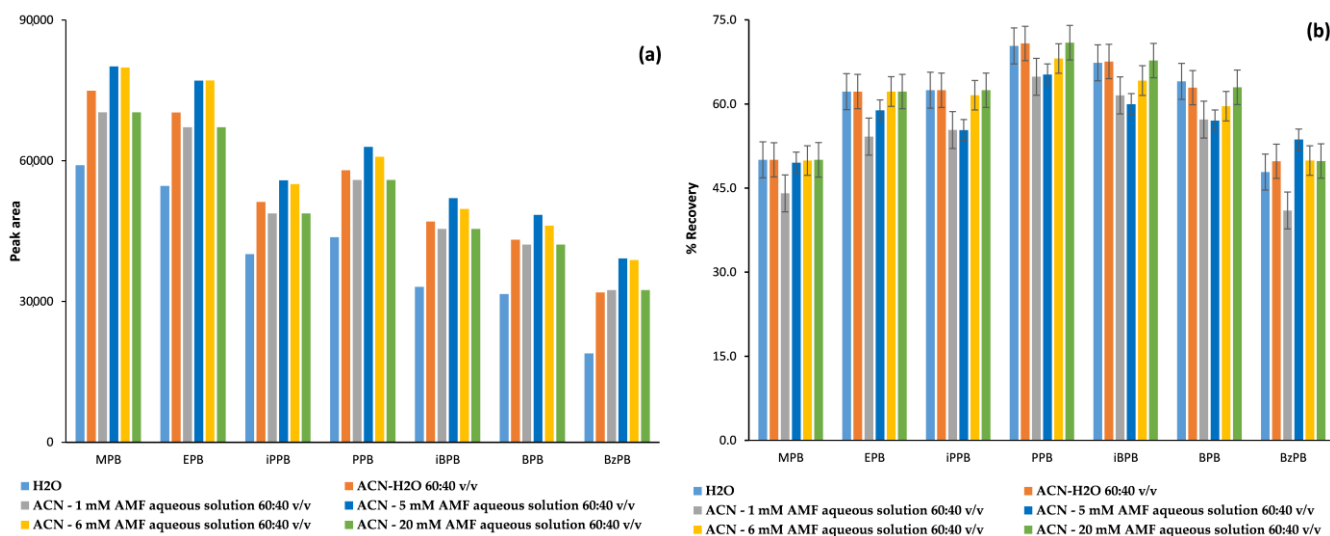 90,000
(a)
60000
30,000
0
Peak area
MPB EPB iPPB PPB iBPB BPB BzPB
H2O ACN-H2O 60:40 v/v
ACN - 1 mM AMF aqueous solution 60:40 v/v ACN - 5 mM AMF aqueous solution 60:40 v/v
ACN - 6 mM AMF aqueous solution 60:40 v/v ACN - 20 mM AMF aqueous solution 60:40 v/v
75.0
(b)
60.0
45.0
30.0
15.0
0.0
% Recovery
MPB EPB iPPB PPB iBPB BPB BzPB
H2O ACN-H2O 60:40 v/v
ACN - 1 mM AMF aqueous solution 60:40 v/v ACN - 5 mM AMF aqueous solution 60:40 v/v
ACN - 6 mM AMF aqueous solution 60:40 v/v ACN - 20 mM AMF aqueous solution 60:40 v/v